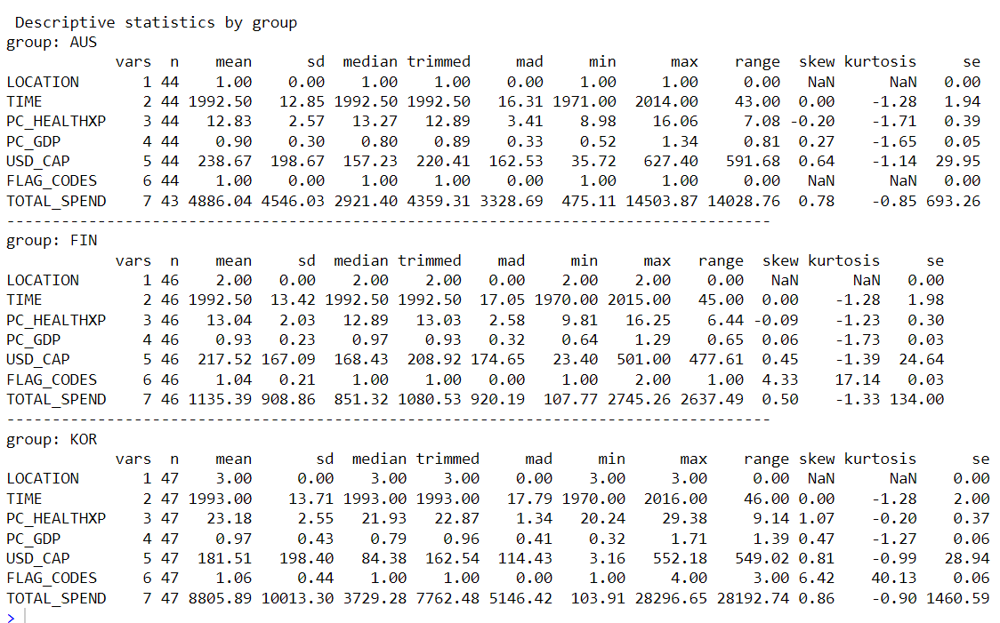 Descriptive statistics by group
group: AUS
           vars  n    mean      sd  median trimmed     mad     min      max    range  skew kurtosis     se
LOCATION      1 44    1.00    0.00    1.00    1.00    0.00    1.00     1.00     0.00   NaN      NaN   0.00
TIME          2 44 1992.50   12.85 1992.50 1992.50   16.31 1971.00  2014.00    43.00  0.00    -1.28   1.94
PC_HEALTHXP   3 44   12.83    2.57   13.27   12.89    3.41    8.98    16.06     7.08 -0.20    -1.71   0.39
PC_GDP        4 44    0.90    0.30    0.80    0.89    0.33    0.52     1.34     0.81  0.27    -1.65   0.05
USD_CAP       5 44  238.67  198.67  157.23  220.41  162.53   35.72   627.40   591.68  0.64    -1.14  29.95
FLAG_CODES    6 44    1.00    0.00    1.00    1.00    0.00    1.00     1.00     0.00   NaN      NaN   0.00
TOTAL_SPEND   7 43 4886.04 4546.03 2921.40 4359.31 3328.69  475.11 14503.87 14028.76  0.78    -0.85 693.26
------------------------------------------------------------------------------------
group: FIN
           vars  n    mean     sd  median trimmed    mad     min     max   range  skew kurtosis     se
LOCATION      1 46    2.00   0.00    2.00    2.00   0.00    2.00    2.00    0.00   NaN      NaN   0.00
TIME          2 46 1992.50  13.42 1992.50 1992.50  17.05 1970.00 2015.00   45.00  0.00    -1.28   1.98
PC_HEALTHXP   3 46   13.04   2.03   12.89   13.03   2.58    9.81   16.25    6.44 -0.09    -1.23   0.30
PC_GDP        4 46    0.93   0.23    0.97    0.93   0.32    0.64    1.29    0.65  0.06    -1.73   0.03
USD_CAP       5 46  217.52 167.09  168.43  208.92 174.65   23.40  501.00  477.61  0.45    -1.39  24.64
FLAG_CODES    6 46    1.04   0.21    1.00    1.00   0.00    1.00    2.00    1.00  4.33    17.14   0.03
TOTAL_SPEND   7 46 1135.39 908.86  851.32 1080.53 920.19  107.77 2745.26 2637.49  0.50    -1.33 134.00
------------------------------------------------------------------------------------
group: KOR
           vars  n    mean       sd  median trimmed     mad     min      max    range skew kurtosis      se
LOCATION      1 47    3.00     0.00    3.00    3.00    0.00    3.00     3.00     0.00  NaN      NaN    0.00
TIME          2 47 1993.00    13.71 1993.00 1993.00   17.79 1970.00  2016.00    46.00 0.00    -1.28    2.00
PC_HEALTHXP   3 47   23.18     2.55   21.93   22.87    1.34   20.24    29.38     9.14 1.07    -0.20    0.37
PC_GDP        4 47    0.97     0.43    0.79    0.96    0.41    0.32     1.71     1.39 0.47    -1.27    0.06
USD_CAP       5 47  181.51   198.40   84.38  162.54  114.43    3.16   552.18   549.02 0.81    -0.99   28.94
FLAG_CODES    6 47    1.06     0.44    1.00    1.00    0.00    1.00     4.00     3.00 6.42    40.13    0.06
TOTAL_SPEND   7 47 8805.89 10013.30 3729.28 7762.48 5146.42  103.91 28296.65 28192.74 0.86    -0.90 1460.59
>